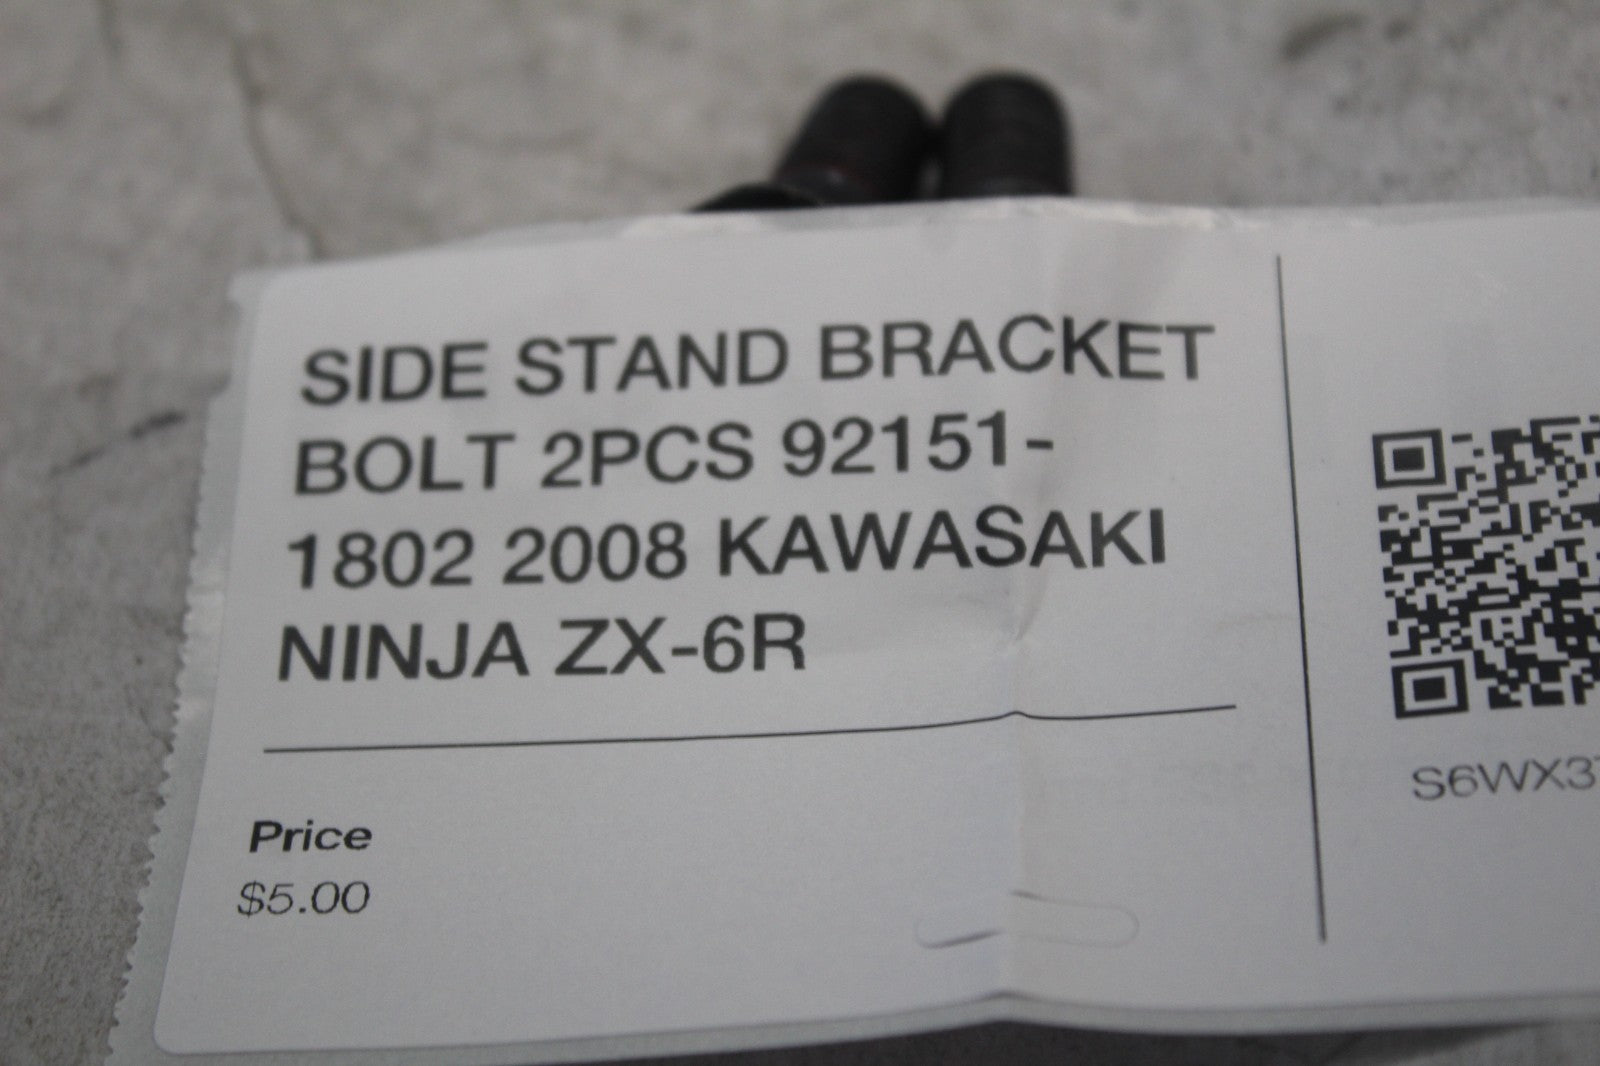 SIDE STAND BRACKET
BOLT 2PCS 92151-
1802 2008 KAWASAKI
NINJA ZX-6R
Price
$5.00